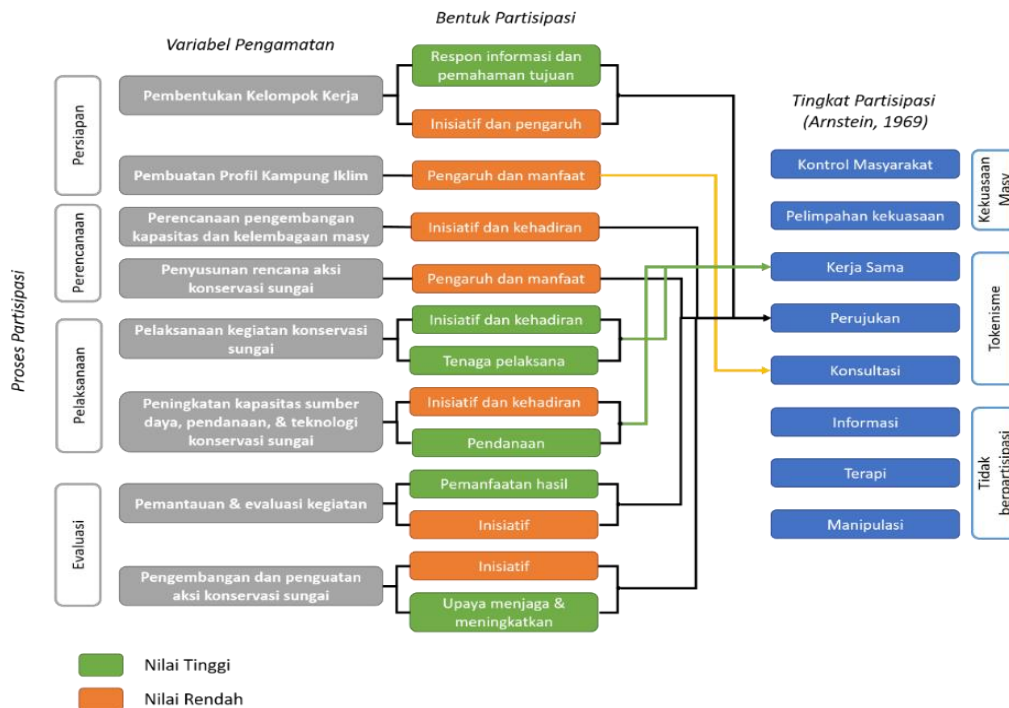 Bentuk Partisipasi
Variabel Pengamatan
Tingkat Partisipasi
(Arnstein, 1969)
Proses Partisipasi
Persiapan
Pembentukan Kelompok Kerja
Respon informasi dan
pemahaman tujuan
Inisiatif dan pengaruh
Pembuatan Profil Kampung Iklim
Pengaruh dan manfaat
Perencanaan
Perencanaan pengembangan
kapasitas dan kelembagaan masy
Inisiatif dan kehadiran
Penyusunan rencana aksi
konservasi sungai
Pengaruh dan manfaat
Pelaksanaan
Pelaksanaan kegiatan konservasi
sungai
Inisiatif dan kehadiran
Tenaga pelaksana
Peningkatan kapasitas sumber
daya, pendanaan, & teknologi
konservasi sungai
Inisiatif dan kehadiran
Pendanaan
Evaluasi
Pemantauan & evaluasi kegiatan
Pemanfaatan hasil
Inisiatif
Pengembangan dan penguatan
aksi konservasi sungai
Inisiatif
Upaya menjaga &
meningkatkan
Kontrol Masyarakat
Pelimpahan kekuasaan
Kekuasaan
Masy
Kerja Sama
Perujukan
Konsultasi
Tokenisme
Informasi
Terapi
Manipulasi
Tidak
berpartisipasi
Nilai Tinggi
Nilai Rendah